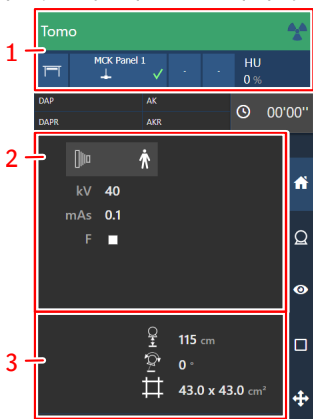 Tomo
1
MCK Panel 1
- -
HU
0 %
DAP AK
DAPR AKR
00'00"
2
kV 40
mAs 0.1
F
3
115 cm
0 °
43.0 x 43.0 cm²